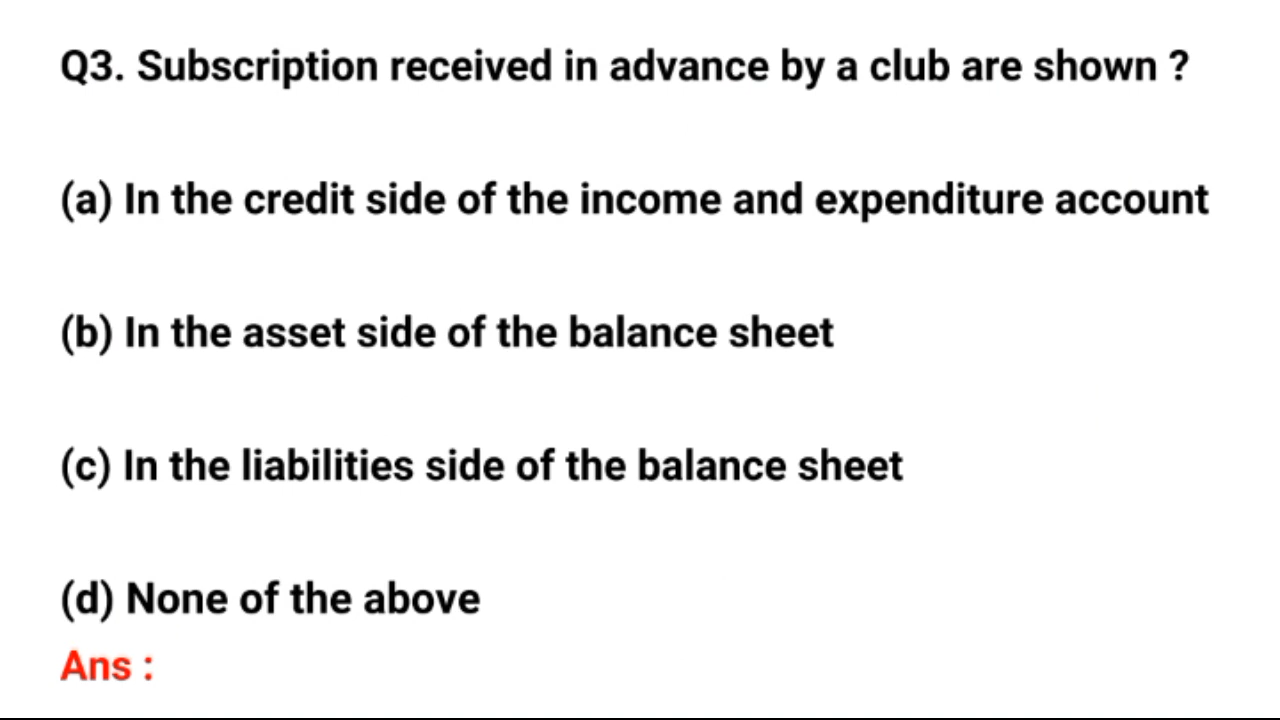 Q3. Subscription received in advance by a club are shown ?
(a) In the credit side of the income and expenditure account
(b) In the asset side of the balance sheet
(c) In the liabilities side of the balance sheet
(d) None of the above
Ans :